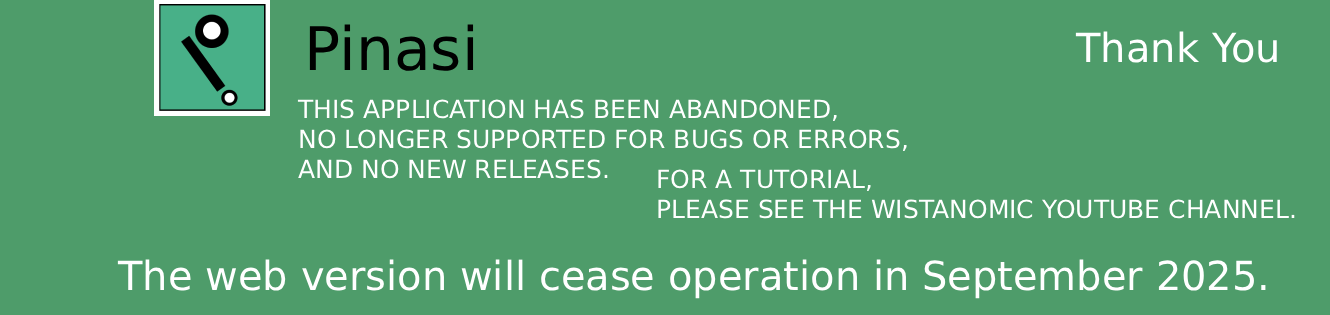 Pinasi
Thank You
THIS APPLICATION HAS BEEN ABANDONED,
NO LONGER SUPPORTED FOR BUGS OR ERRORS,
AND NO NEW RELEASES.
FOR A TUTORIAL,
PLEASE SEE THE WISTANOMIC YOUTUBE CHANNEL.
The web version will cease operation in September 2025.